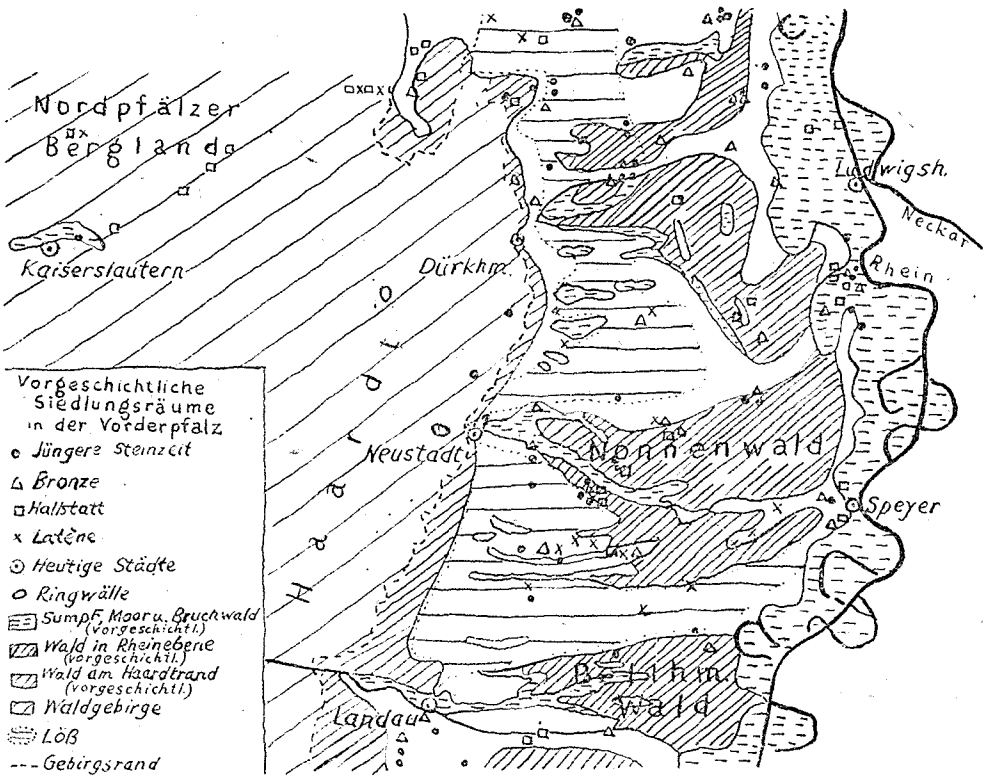 Nordpfälzer
Bergland
Ludwigsh.
Neckar
Rhein
Kaiserslautern
Dürkhm.
Haardt
Neustadt
Nonnenwald
Speyer
Bellhm.
Wald
Landau
Vorgeschichtliche
Siedlungsräume
in der Vorderpfalz
Jüngere Steinzeit
Bronze
Hallstatt
Latène
Heutige Städte
Ringwälle
Sumpf, Moor u. Bruchwald
(vorgeschichtl.)
Wald in Rheinebene
(vorgeschichtl.)
Wald am Haardtrand
(vorgeschichtl.)
Waldgebirge
Löß
Gebirgsrand